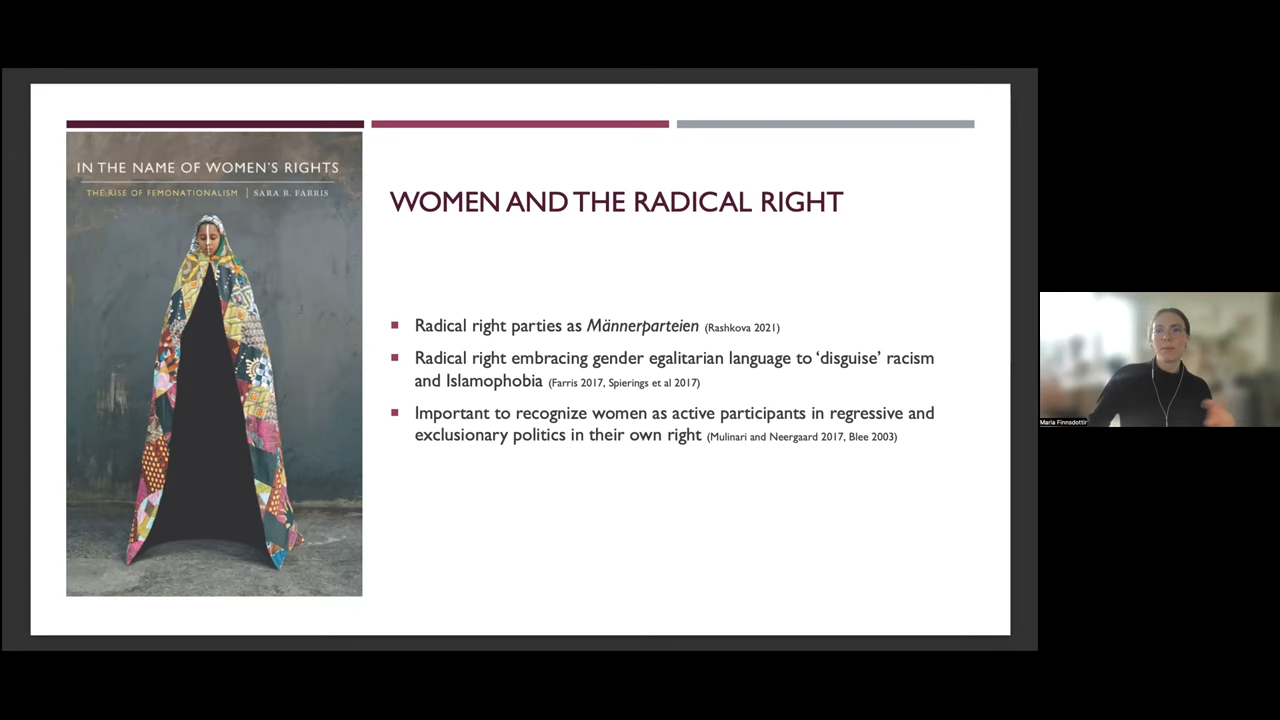 IN THE NAME OF WOMEN'S RIGHTS
THE RISE OF FEMONATIONALISM | SARA R. FARRIS
WOMEN AND THE RADICAL RIGHT
Radical right parties as Männerparteien (Rashkova 2021)
Radical right embracing gender egalitarian language to ‘disguise’ racism
and Islamophobia (Farris 2017, Spierings et al 2017)
Important to recognize women as active participants in regressive and
exclusionary politics in their own right (Mulinari and Neergaard 2017, Blee 2003)
Maria Finnsdottir